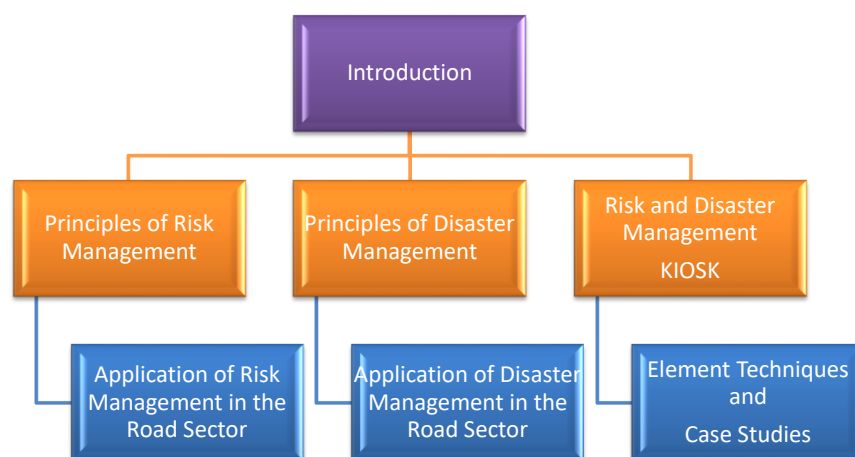 Introduction
Principles of Risk
Management
Principles of Disaster
Management
Risk and Disaster
Management
KIOSK
Application of Risk
Management in the
Road Sector
Application of Disaster
Management in the
Road Sector
Element Techniques
and
Case Studies